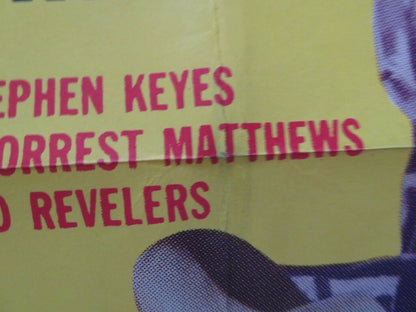 EPHEN KEYES
ORREST MATTHEWS
O REVELERS